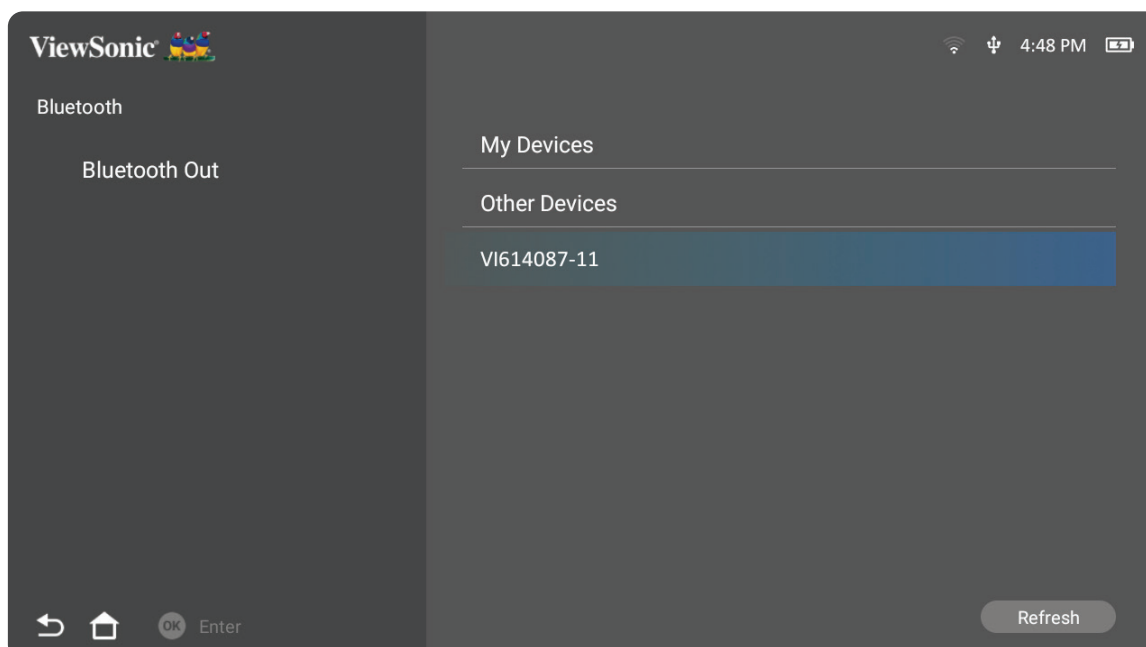 ViewSonic
4:48 PM
Bluetooth
Bluetooth Out
My Devices
Other Devices
VI614087-11
OK Enter
Refresh